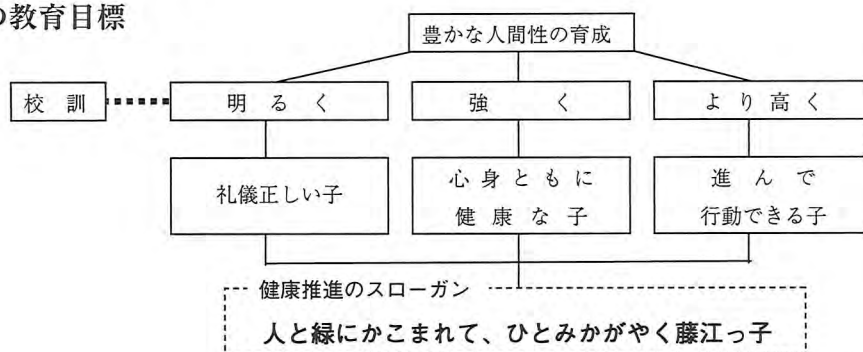 の教育目標
豊かな人間性の育成
校訓 明るく 強く より高く
礼儀正しい子 心身ともに健康な子 進んで行動できる子
健康推進のスローガン
人と緑にかこまれて、ひとみかがやく藤江っ子